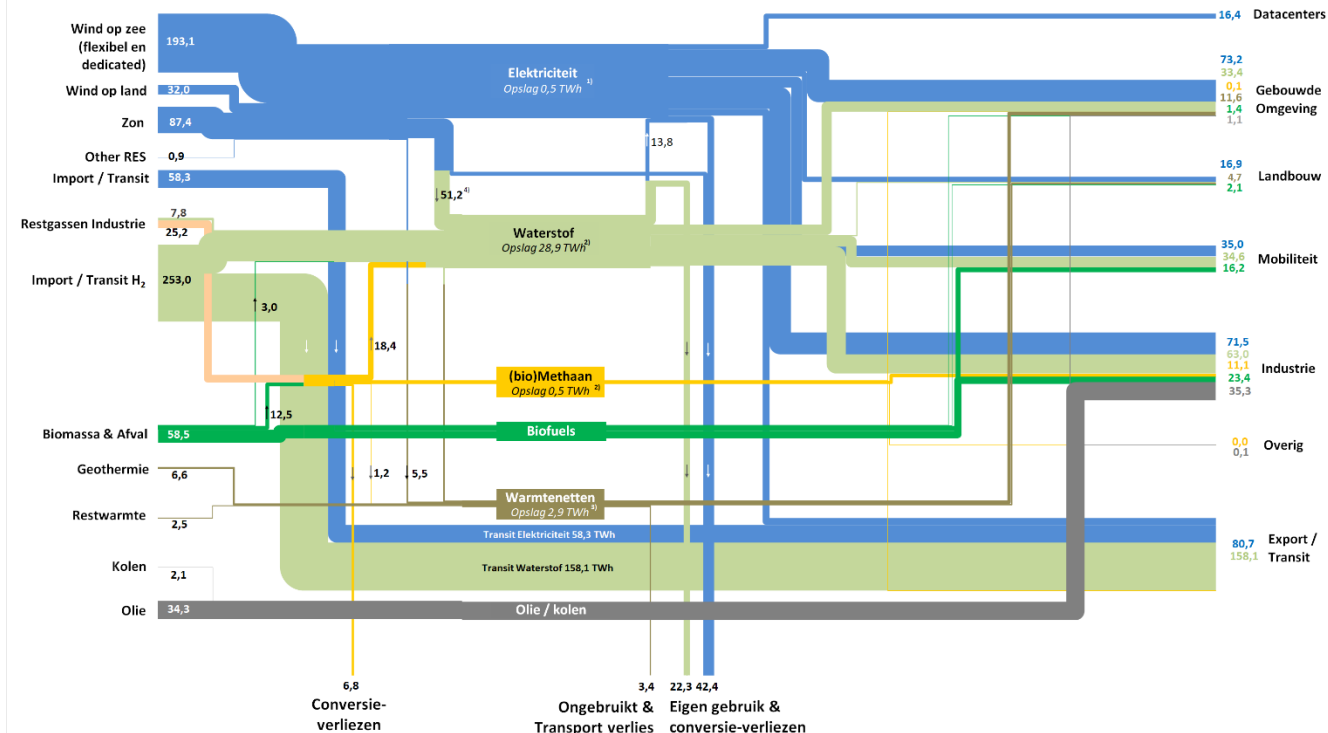 Wind op zee
(flexibel en
dedicated)
193,1
Wind op land
32,0
Zon
87,4
Other RES
0,9
Import / Transit
58,3
Restgassen Industrie
7,8
25,2
Import / Transit H₂
253,0
Biomassa & Afval
58,5
Geothermie
6,6
Restwarmte
2,5
Kolen
2,1
Olie
34,3
Elektriciteit
Opslag 0,5 TWh 1)
13,8
51,2 4)
Waterstof
Opslag 28,9 TWh 2)
3,0
18,4
(bio)Methaan
Opslag 0,5 TWh 2)
12,5
Biofuels
1,2
5,5
Warmtenetten
Opslag 2,9 TWh 3)
Transit Elektriciteit 58,3 TWh
Transit Waterstof 158,1 TWh
Olie / kolen
16,4
Datacenters
73,2
33,4
0,1
11,6
1,4
1,1
Gebouwde
Omgeving
16,9
4,7
2,1
Landbouw
35,0
34,6
16,2
Mobiliteit
71,5
63,0
11,1
23,4
35,3
Industrie
0,0
0,1
Overig
80,7
158,1
Export /
Transit
6,8
Conversie-
verliezen
3,4
Ongebruikt &
Transport verlies
22,3
42,4
Eigen gebruik &
conversie-verliezen